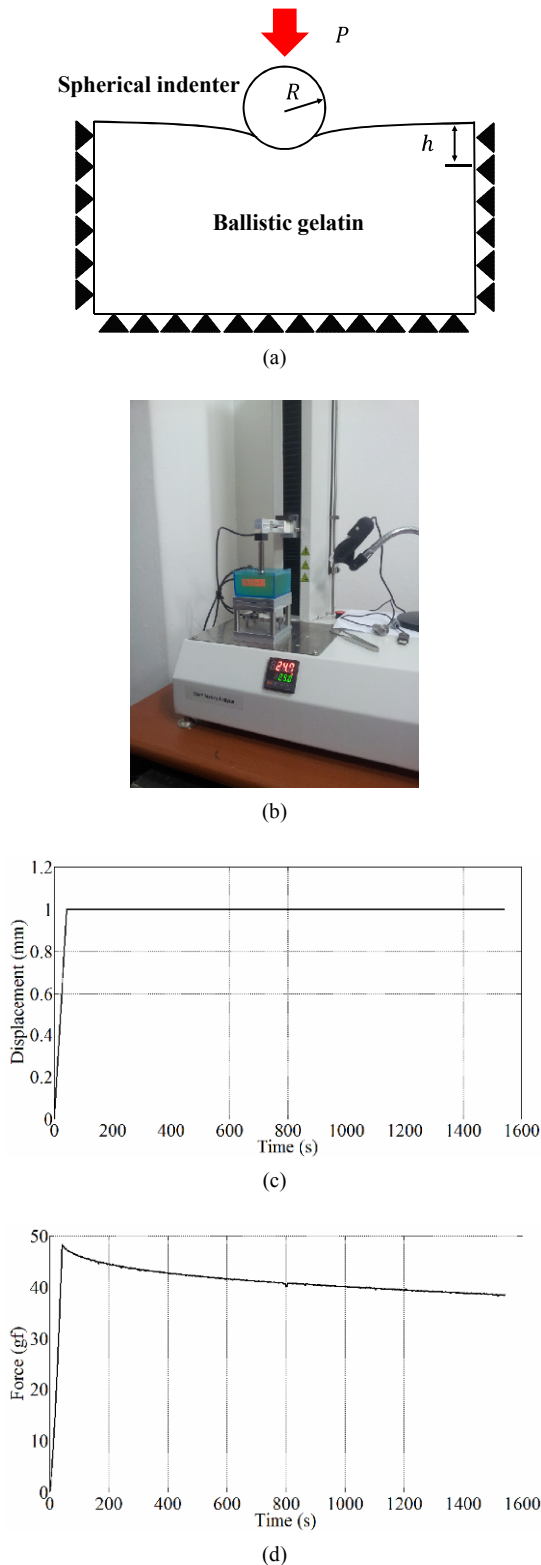 P
Spherical indenter
R
h
Ballistic gelatin
(a)
24.7
(b)
1.2
1
0.8
0.6
0.4
0.2
0
Displacement (mm)
0 200 400 600 800 1000 1200 1400 1600
Time (s)
(c)
50
40
30
20
10
0
Force (gf)
0 200 400 600 800 1000 1200 1400 1600
Time (s)
(d)